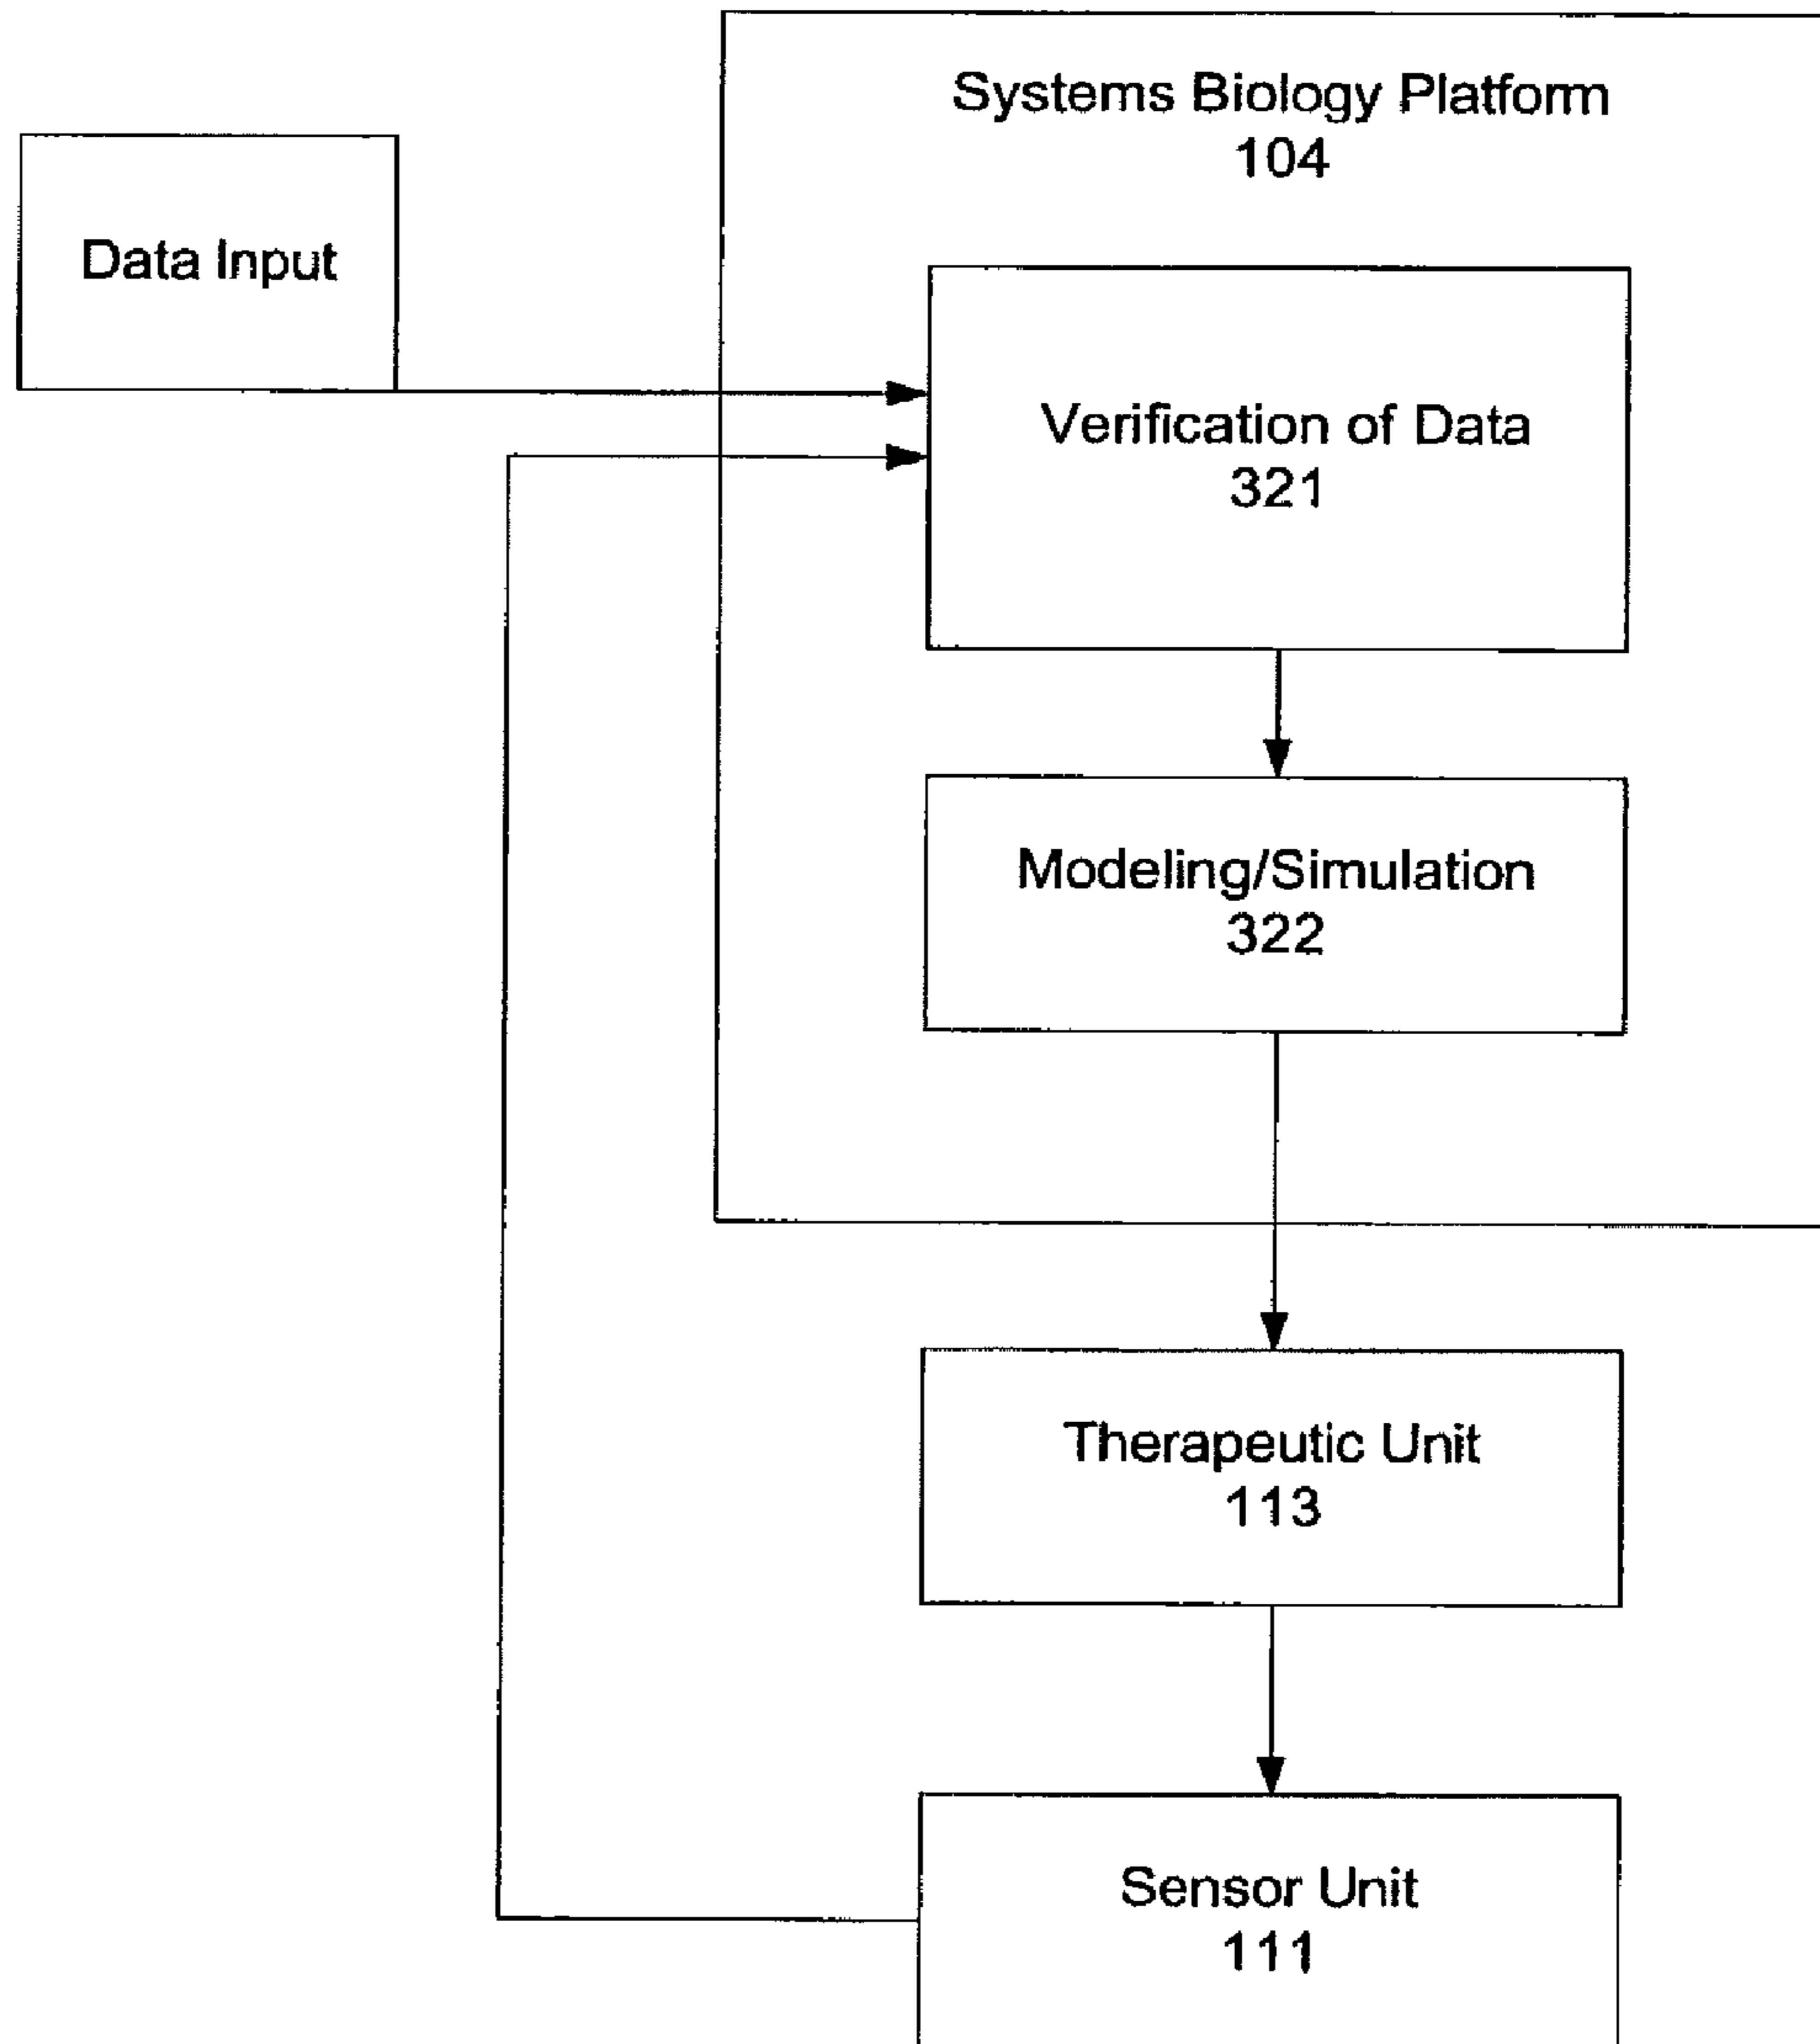 Systems Biology Platform
104
Data Input
Verification of Data
321
Modeling/Simulation
322
Therapeutic Unit
113
Sensor Unit
111